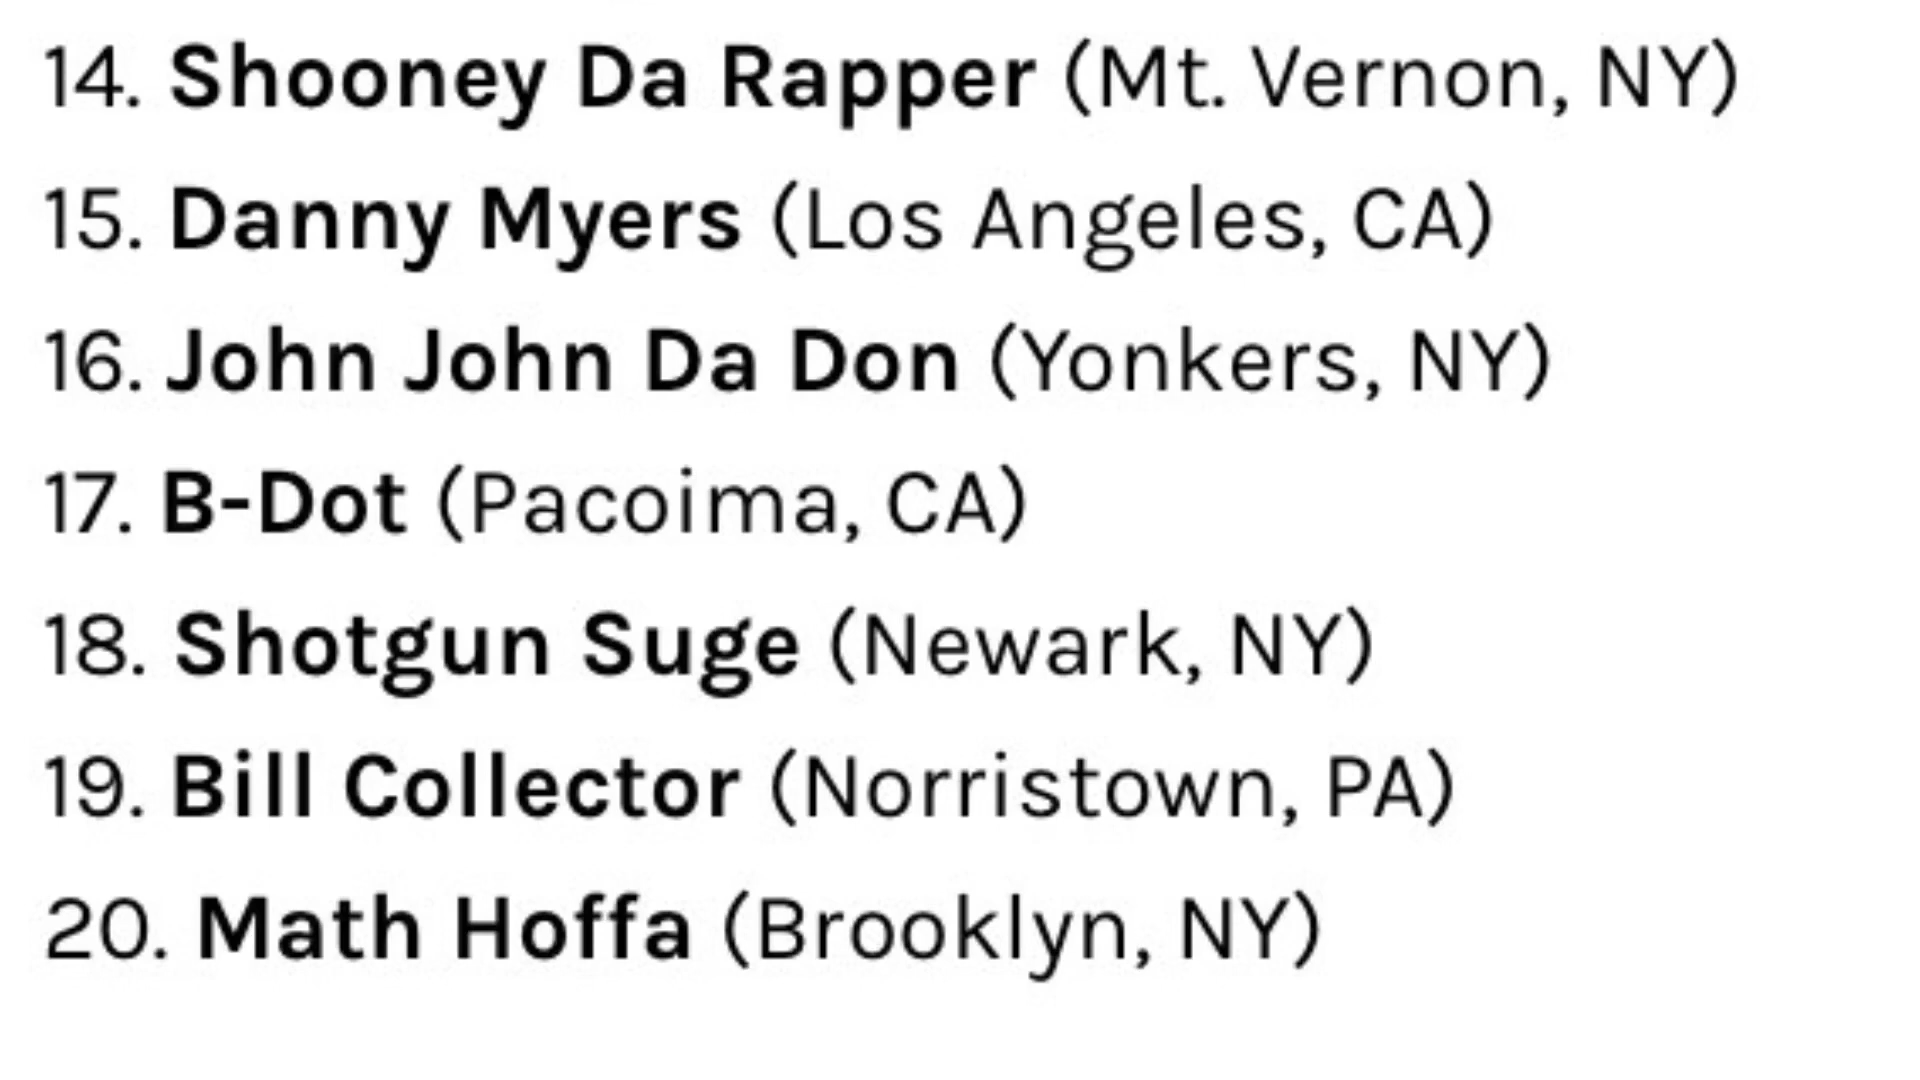 14. Shooney Da Rapper (Mt. Vernon, NY)
15. Danny Myers (Los Angeles, CA)
16. John John Da Don (Yonkers, NY)
17. B-Dot (Pacoima, CA)
18. Shotgun Suge (Newark, NY)
19. Bill Collector (Norristown, PA)
20. Math Hoffa (Brooklyn, NY)